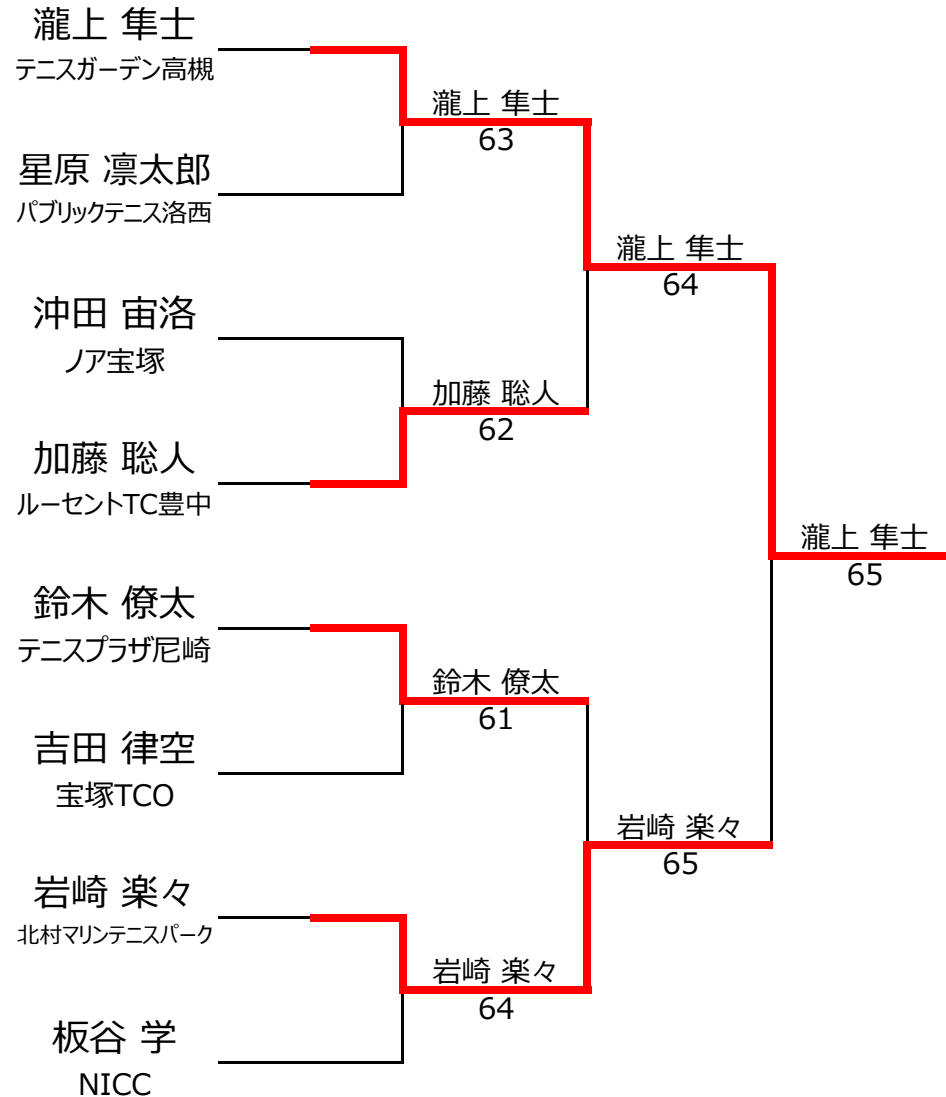 瀧上 隼士
テニスガーデン高槻
瀧上 隼士
63
星原 凛太郎
パブリックテニス洛西
瀧上 隼士
64
沖田 宙洛
ノア宝塚
加藤 聡人
62
加藤 聡人
ルーセントTC豊中
瀧上 隼士
65
鈴木 僚太
テニスプラザ尼崎
鈴木 僚太
61
吉田 律空
宝塚TCO
岩崎 楽々
65
岩崎 楽々
北村マリンテニスパーク
岩崎 楽々
64
板谷 学
NICC